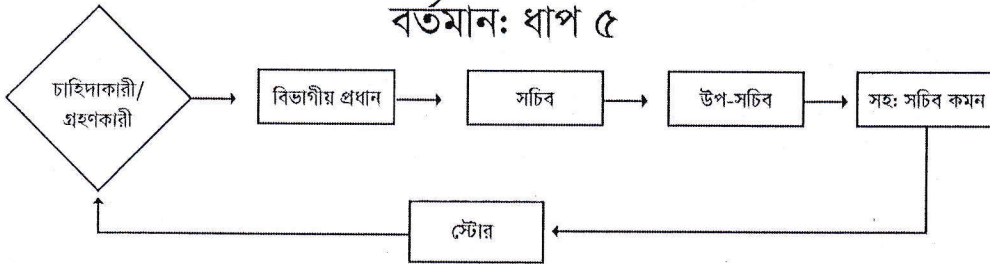 বর্তমান: ধাপ ৫
চাহিদাকারী/
গ্রহণকারী
বিভাগীয় প্রধান
সচিব
উপ-সচিব
সহ: সচিব কমন
স্টোর